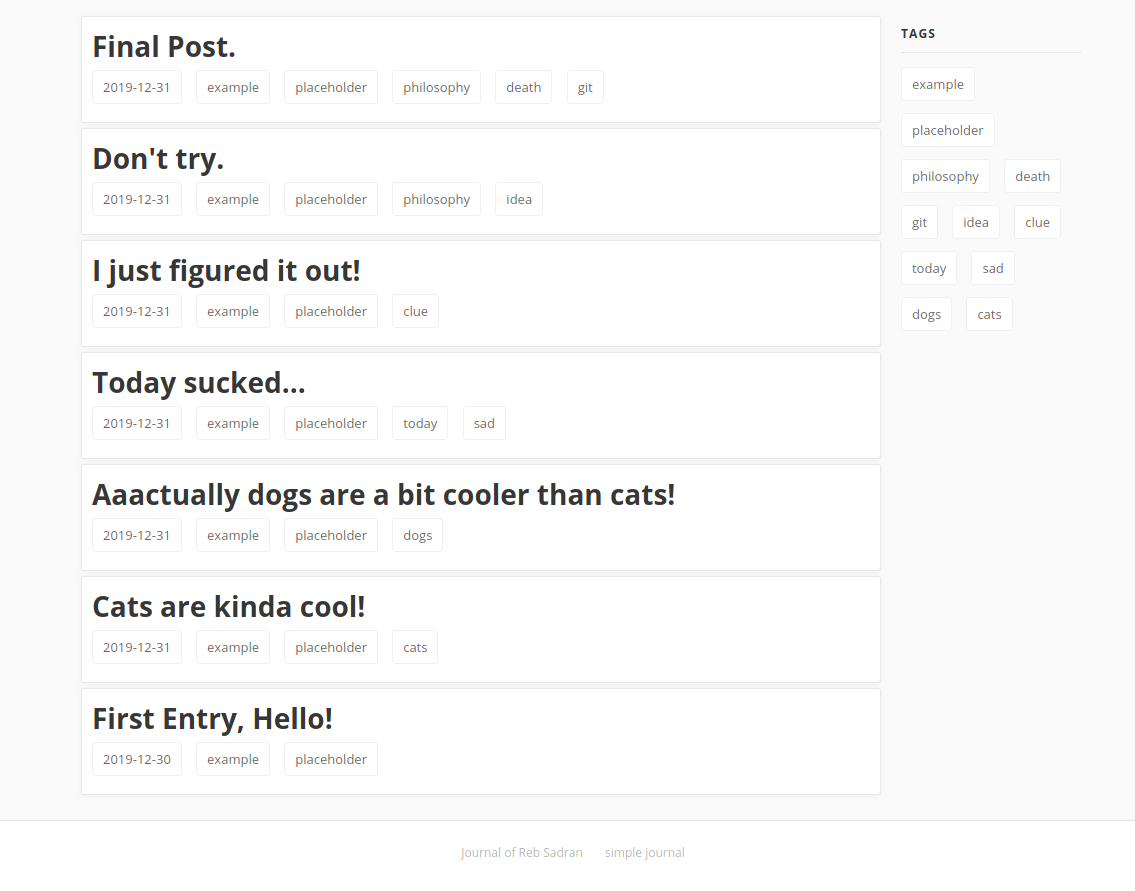 Final Post.
2019-12-31 example placeholder philosophy death git
Don't try.
2019-12-31 example placeholder philosophy idea
I just figured it out!
2019-12-31 example placeholder clue
Today sucked...
2019-12-31 example placeholder today sad
Aaactually dogs are a bit cooler than cats!
2019-12-31 example placeholder dogs
Cats are kinda cool!
2019-12-31 example placeholder cats
First Entry, Hello!
2019-12-30 example placeholder
TAGS
example
placeholder
philosophy death
git idea clue
today sad
dogs cats
Journal of Reb Sadran simple journal